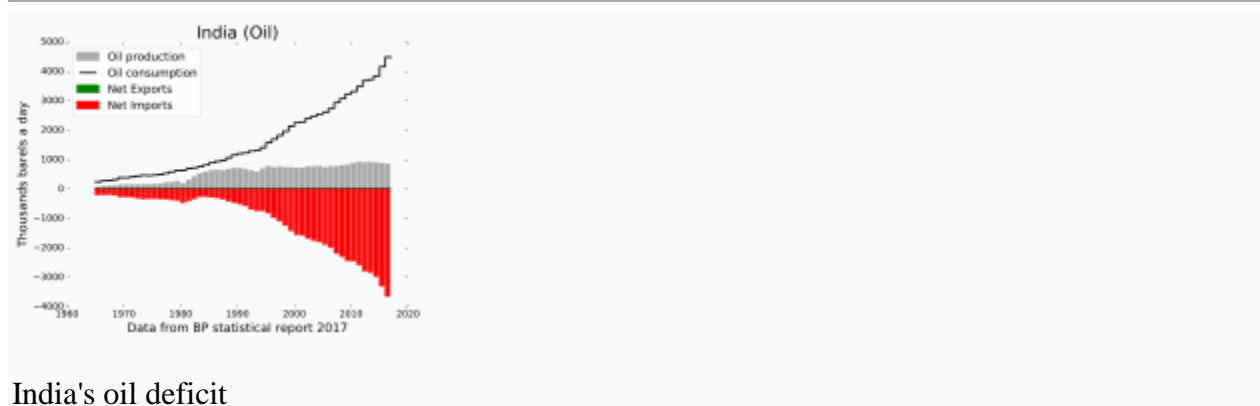 India (Oil)
5000
Oil production
Oil consumption
Net Exports
Net Imports
4000
3000
2000
1000
0
−1000
−2000
−3000
−4000
Thousands barels a day
1960 1970 1980 1990 2000 2010 2020
Data from BP statistical report 2017
India's oil deficit